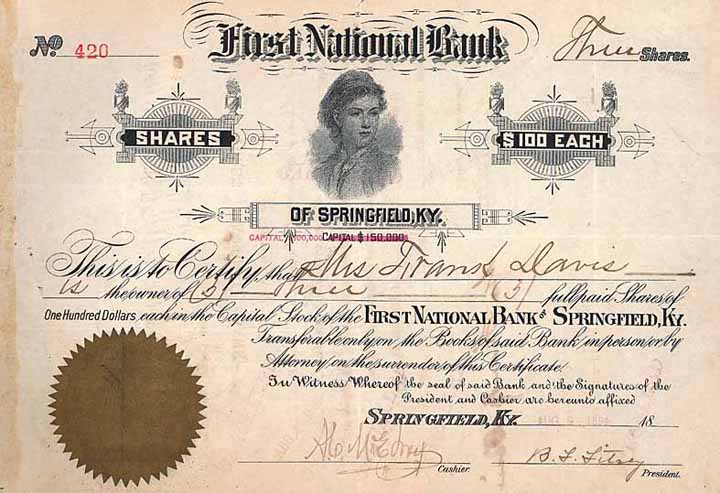 First National Bank
No. 420
Three Shares.
SHARES
$100 EACH
OF SPRINGFIELD, KY.
CAPITAL $ 150,000.
This is to Certify, that Mrs Davis
is the owner of (3) Three (3) full paid Shares of
One Hundred Dollars, each in the Capital Stock of the FIRST NATIONAL BANK of SPRINGFIELD, KY.
Transferable only on the Books of said Bank in person or by
Attorney on the surrender of this Certificate.
In Witness Whereof the seal of said Bank and the Signatures of the
President and Cashier are hereunto affixed
SPRINGFIELD, KY. 18
Cashier. B. L. Litsey
President.